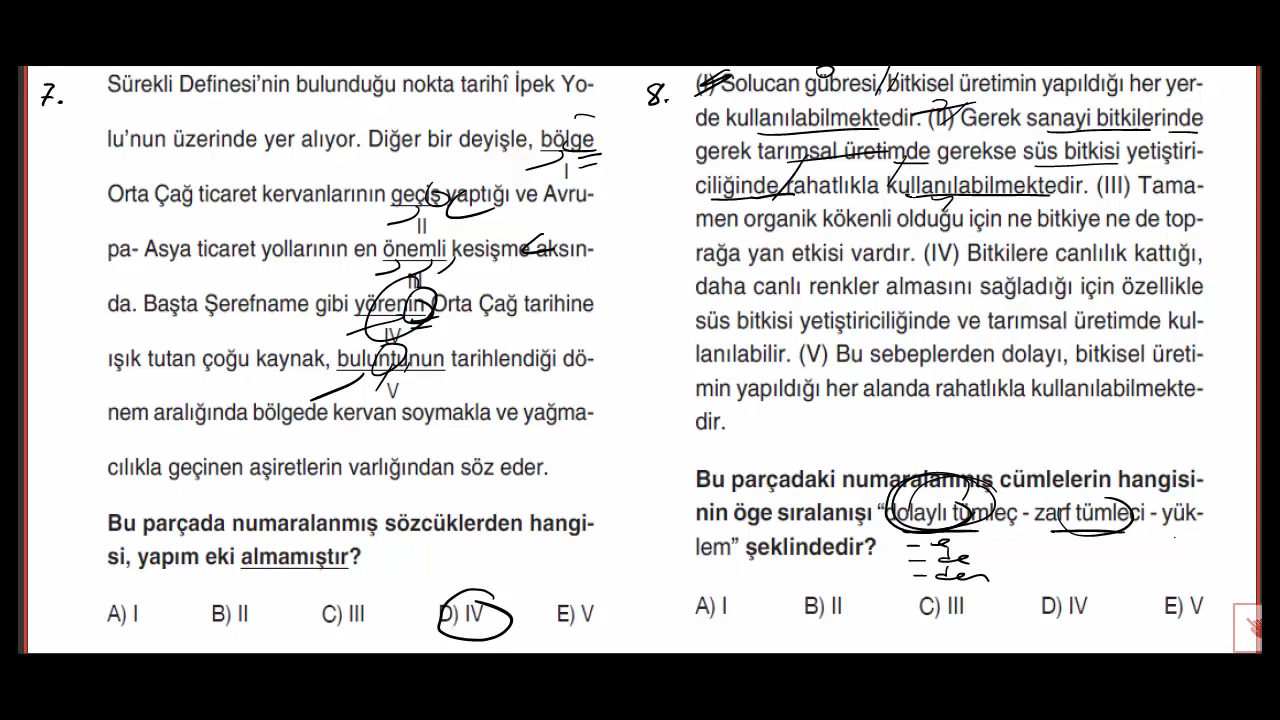 7.
Sürekli Definesi’nin bulunduğu nokta tarihî İpek Yo-
lu’nun üzerinde yer alıyor. Diğer bir deyişle, bölge
I
Orta Çağ ticaret kervanlarının geçiş yaptığı ve Avru-
II
pa- Asya ticaret yollarının en önemli kesişme aksın-
III
da. Başta Şerefname gibi yörenin Orta Çağ tarihine
IV
ışık tutan çoğu kaynak, buluntunun tarihlendiği dö-
V
nem aralığında bölgede kervan soymakla ve yağma-
cılıkla geçinen aşiretlerin varlığından söz eder.
Bu parçada numaralanmış sözcüklerden hangi-
si, yapım eki almamıştır?
A) I B) II C) III D) IV E) V
8.
(I) Solucan gübresi, bitkisel üretimin yapıldığı her yer-
de kullanılabilmektedir. (II) Gerek sanayi bitkilerinde
gerek tarımsal üretimde gerekse süs bitkisi yetiştiri-
ciliğinde rahatlıkla kullanılabilmektedir. (III) Tama-
men organik kökenli olduğu için ne bitkiye ne de top-
rağa yan etkisi vardır. (IV) Bitkilere canlılık kattığı,
daha canlı renkler almasını sağladığı için özellikle
süs bitkisi yetiştiriciliğinde ve tarımsal üretimde kul-
lanılabilir. (V) Bu sebeplerden dolayı, bitkisel üreti-
min yapıldığı her alanda rahatlıkla kullanılabilmekte-
dir.
Bu parçadaki numaralanmış cümlelerin hangisi-
nin öge sıralanışı “dolaylı tümleç - zarf tümleci - yük-
lem” şeklindedir?
-e
-de
-den
A) I B) II C) III D) IV E) V